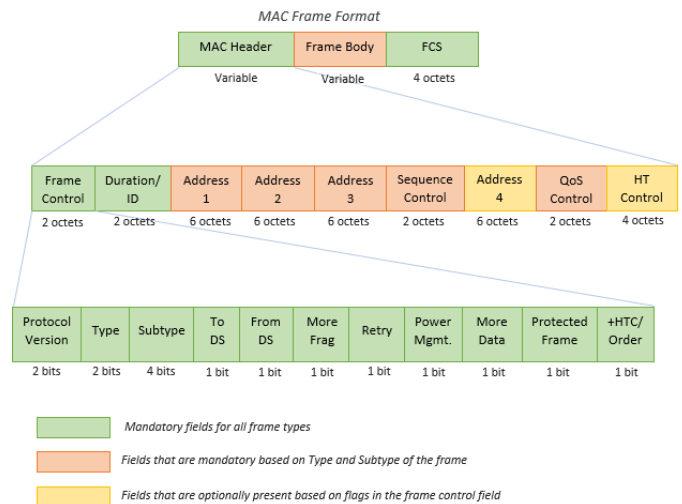 MAC Frame Format
MAC Header Frame Body FCS
Variable Variable 4 octets
Frame Control Duration/ ID Address 1 Address 2 Address 3 Sequence Control Address 4 QoS Control HT Control
2 octets 2 octets 6 octets 6 octets 6 octets 2 octets 6 octets 2 octets 4 octets
Protocol Version Type Subtype To DS From DS More Frag Retry Power Mgmt. More Data Protected Frame +HTC/ Order
2 bits 2 bits 4 bits 1 bit 1 bit 1 bit 1 bit 1 bit 1 bit 1 bit 1 bit
Mandatory fields for all frame types
Fields that are mandatory based on Type and Subtype of the frame
Fields that are optionally present based on flags in the frame control field